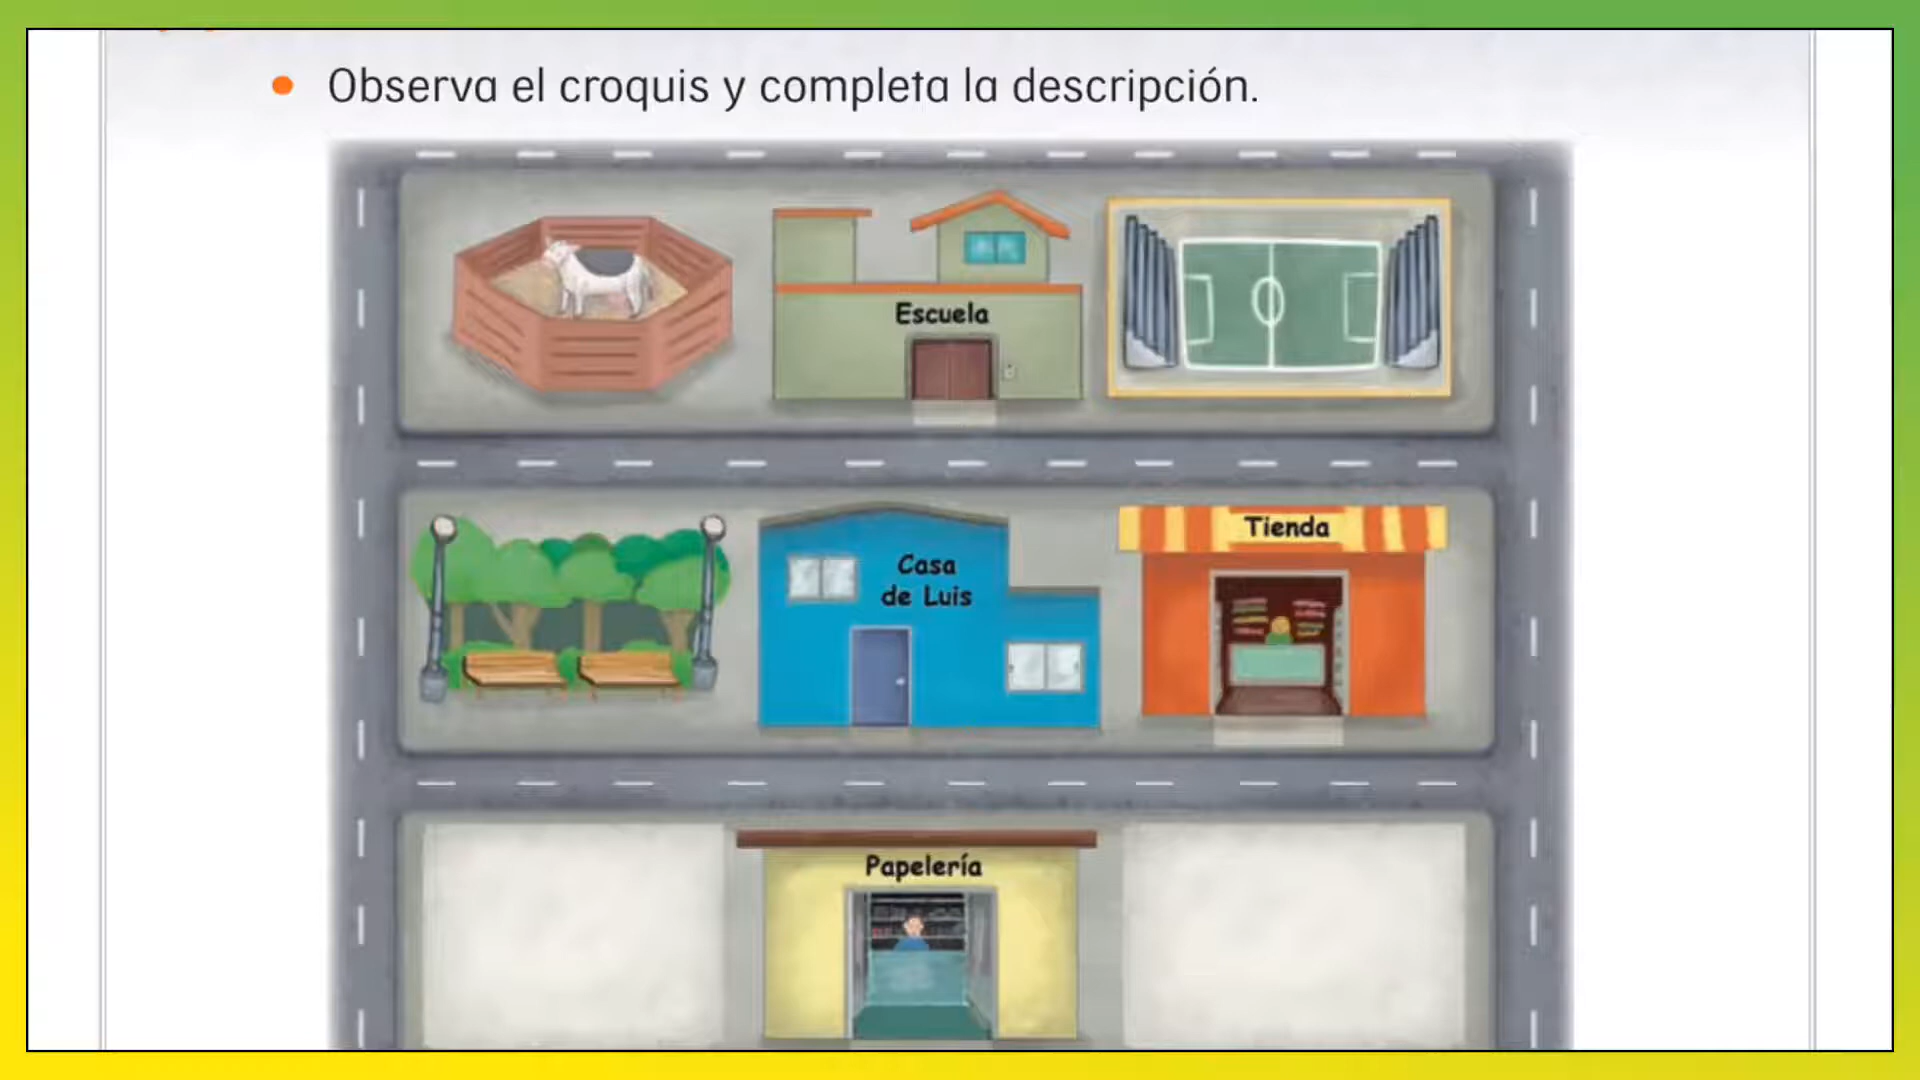 Observa el croquis y completa la descripción.
Escuela
Casa
de Luis
Tienda
Papelería